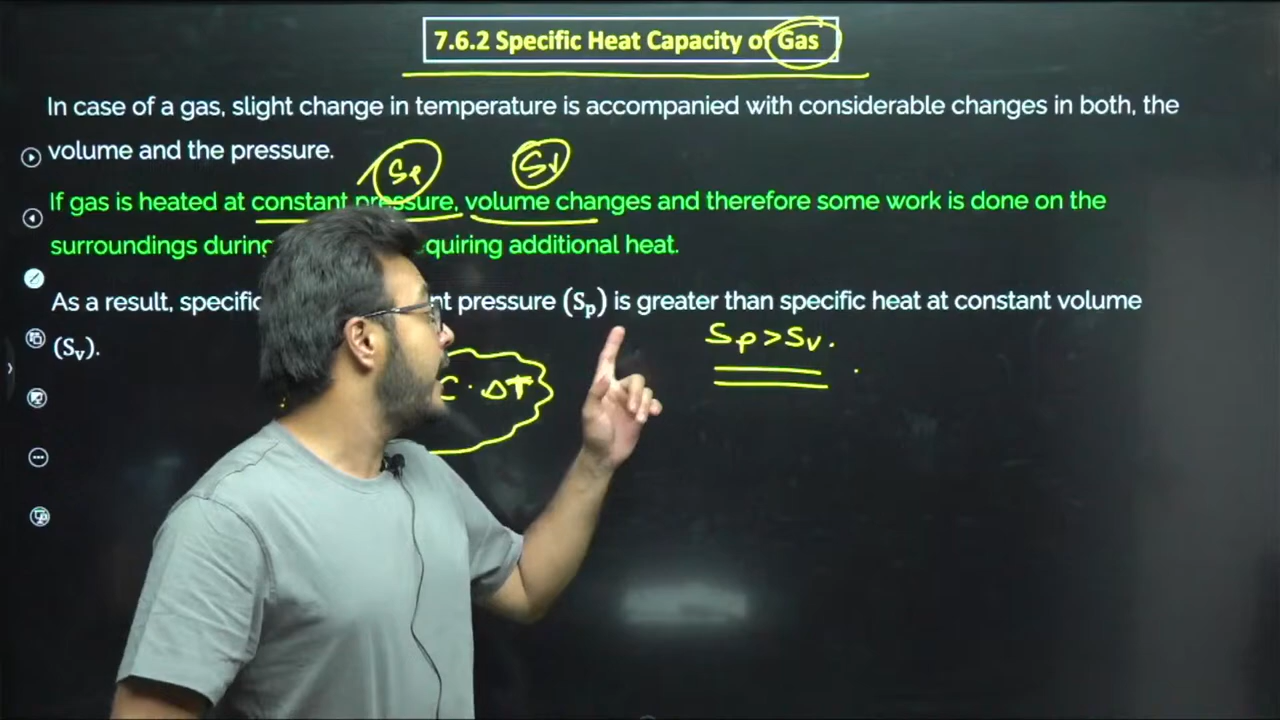 7.6.2 Specific Heat Capacity of Gas
In case of a gas, slight change in temperature is accompanied with considerable changes in both, the
volume and the pressure.
Sp Sv
If gas is heated at constant pressure, volume changes and therefore some work is done on the
surroundings during equiring additional heat.
As a result, specific nt pressure (Sp) is greater than specific heat at constant volume
Sp > Sv.
(Sv).
C · ΔT